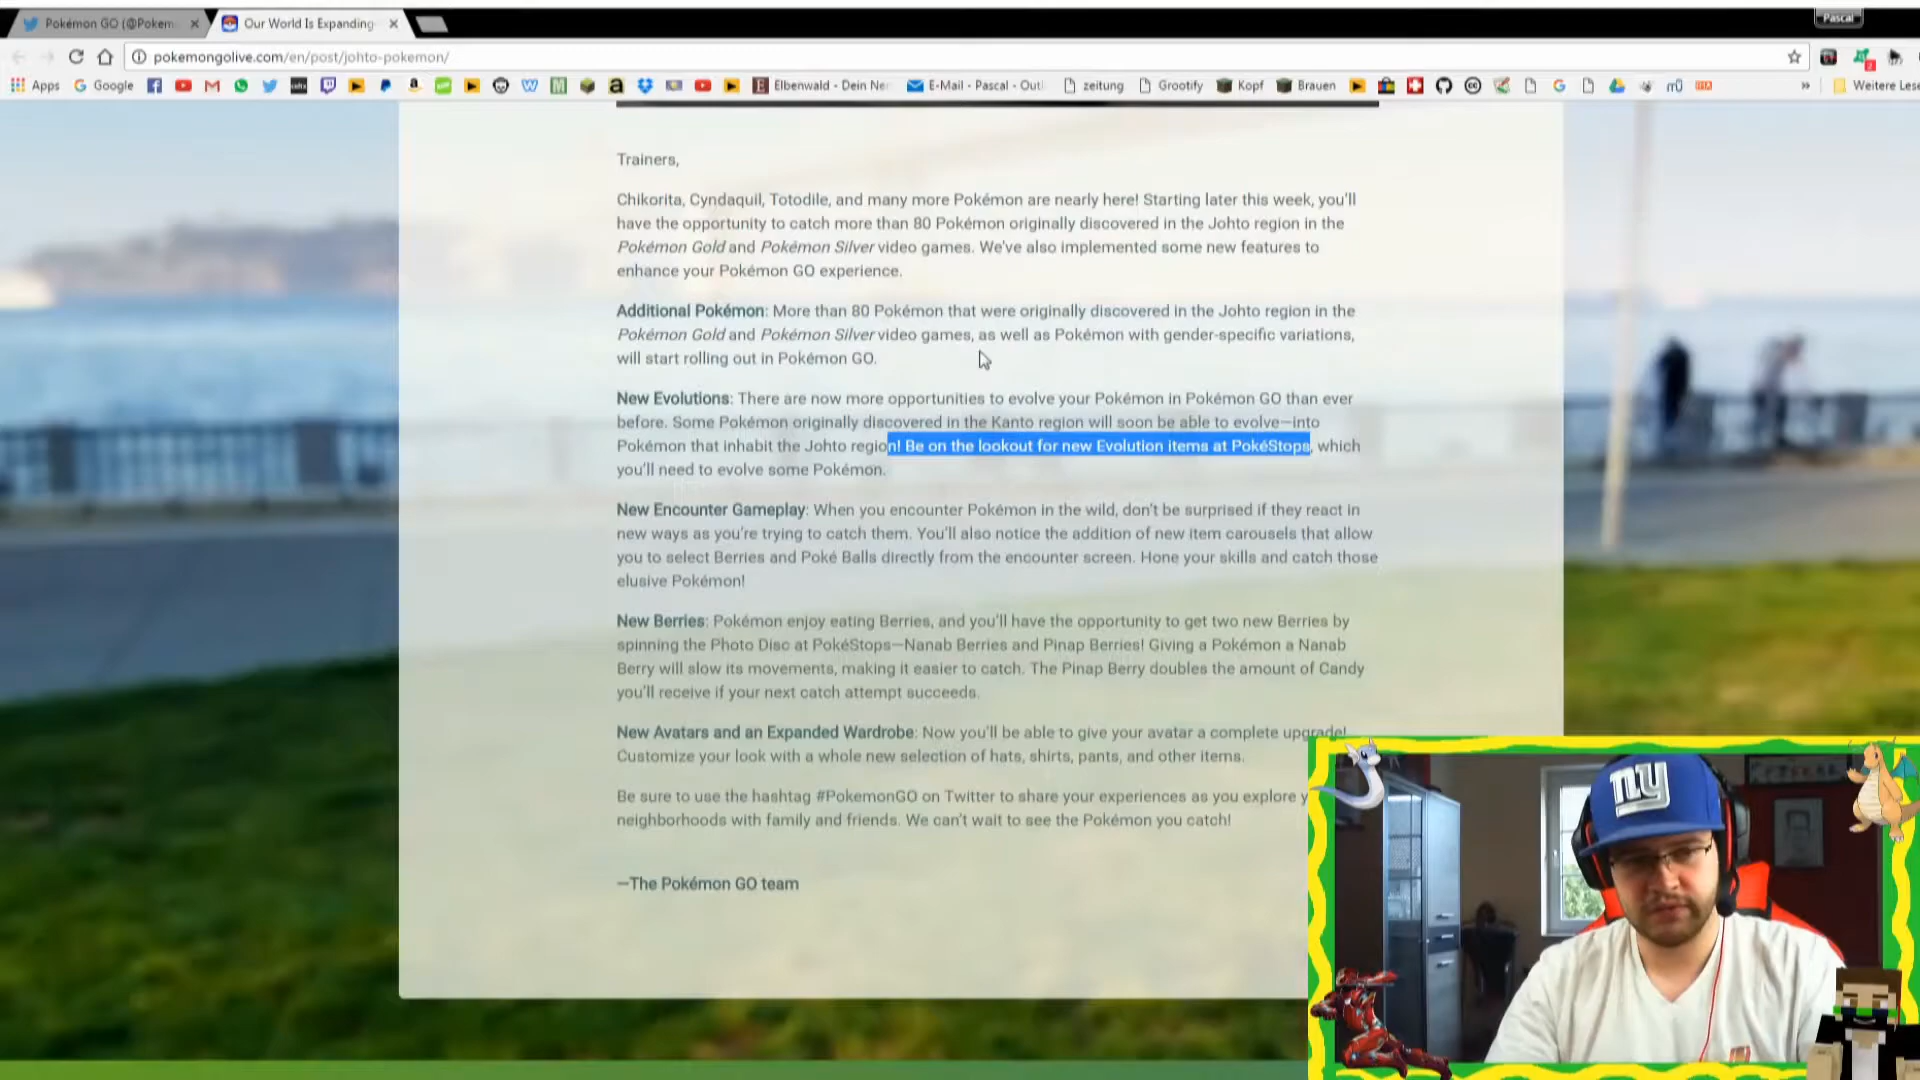 Pokémon GO (@Pokem
Our World Is Expanding
Pascal
pokemongolive.com/en/post/johto-pokemon/
Apps Google Elbenwald - Dein Ne E-Mail - Pascal - Outl zeitung Grootify Kopf Brauen » Weitere Lese
Trainers,
Chikorita, Cyndaquil, Totodile, and many more Pokémon are nearly here! Starting later this week, you'll
have the opportunity to catch more than 80 Pokémon originally discovered in the Johto region in the
Pokémon Gold and Pokémon Silver video games. We've also implemented some new features to
enhance your Pokémon GO experience.
Additional Pokémon: More than 80 Pokémon that were originally discovered in the Johto region in the
Pokémon Gold and Pokémon Silver video games, as well as Pokémon with gender-specific variations,
will start rolling out in Pokémon GO.
New Evolutions: There are now more opportunities to evolve your Pokémon in Pokémon GO than ever
before. Some Pokémon originally discovered in the Kanto region will soon be able to evolve—into
Pokémon that inhabit the Johto region! Be on the lookout for new Evolution items at PokéStops, which
you'll need to evolve some Pokémon.
New Encounter Gameplay: When you encounter Pokémon in the wild, don't be surprised if they react in
new ways as you're trying to catch them. You'll also notice the addition of new item carousels that allow
you to select Berries and Poké Balls directly from the encounter screen. Hone your skills and catch those
elusive Pokémon!
New Berries: Pokémon enjoy eating Berries, and you'll have the opportunity to get two new Berries by
spinning the Photo Disc at PokéStops—Nanab Berries and Pinap Berries! Giving a Pokémon a Nanab
Berry will slow its movements, making it easier to catch. The Pinap Berry doubles the amount of Candy
you'll receive if your next catch attempt succeeds.
New Avatars and an Expanded Wardrobe: Now you'll be able to give your avatar a complete upgrade!
Customize your look with a whole new selection of hats, shirts, pants, and other items.
Be sure to use the hashtag #PokemonGO on Twitter to share your experiences as you explore y
neighborhoods with family and friends. We can't wait to see the Pokémon you catch!
—The Pokémon GO team
ny